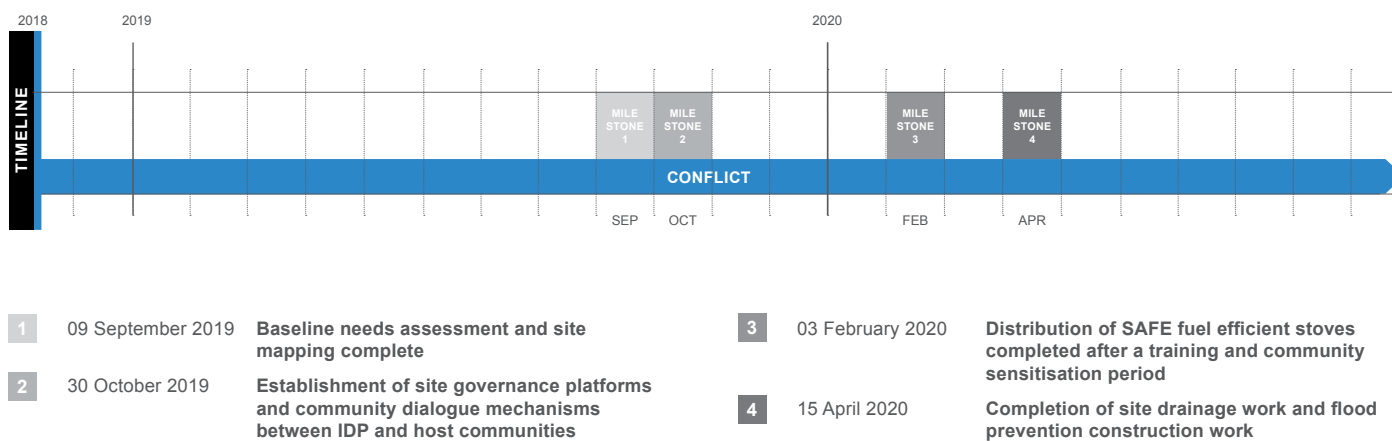 2018
2019
2020
TIMELINE
MILE
STONE
1
MILE
STONE
2
MILE
STONE
3
MILE
STONE
4
CONFLICT
SEP
OCT
FEB
APR
1
09 September 2019
Baseline needs assessment and site
mapping complete
2
30 October 2019
Establishment of site governance platforms
and community dialogue mechanisms
between IDP and host communities
3
03 February 2020
Distribution of SAFE fuel efficient stoves
completed after a training and community
sensitisation period
4
15 April 2020
Completion of site drainage work and flood
prevention construction work